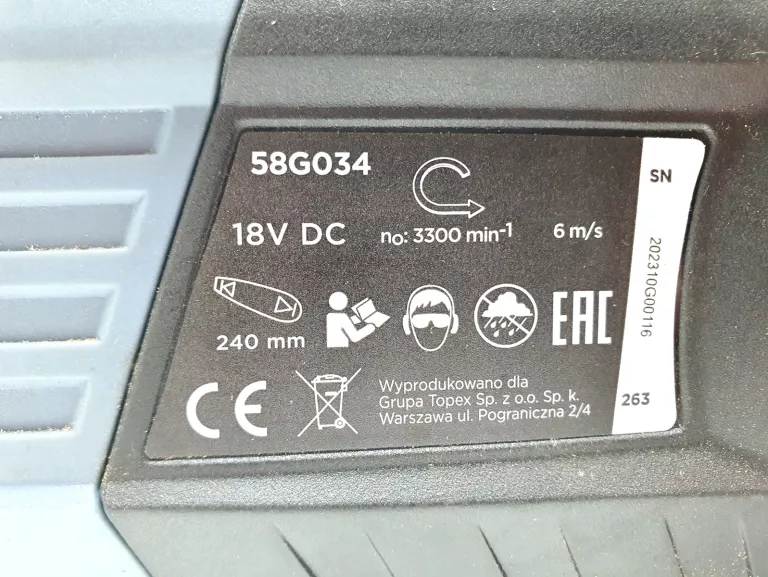 58G034
18V DC
no: 3300 min-1
6 m/s
240 mm
EAC
CE
Wyprodukowano dla
Grupa Topex Sp. z o.o. Sp. k.
Warszawa ul. Pograniczna 2/4
SN
202310G00116
263